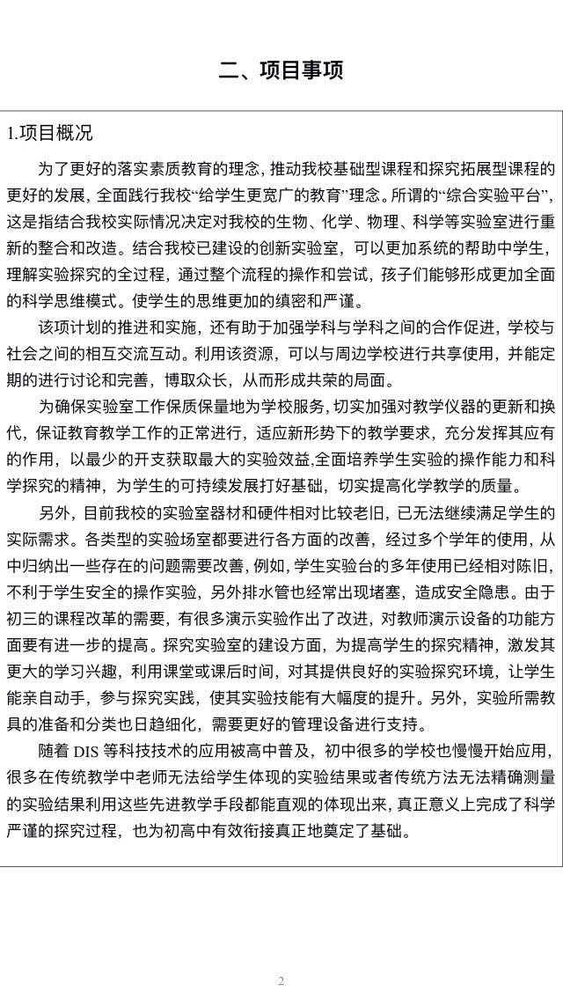 二、项目事项
1.项目概况
为了更好的落实素质教育的理念,推动我校基础型课程和探究拓展型课程的
更好的发展,全面践行我校“给学生更宽广的教育”理念。所谓的“综合实验平台”,
这是指结合我校实际情况决定对我校的生物、化学、物理、科学等实验室进行重
新的整合和改造。结合我校已建设的创新实验室，可以更加系统的帮助中学生，
理解实验探究的全过程，通过整个流程的操作和尝试，孩子们能够形成更加全面
的科学思维模式。使学生的思维更加的缜密和严谨。
该项计划的推进和实施，还有助于加强学科与学科之间的合作促进，学校与
社会之间的相互交流互动。利用该资源，可以与周边学校进行共享使用，并能定
期的进行讨论和完善，博取众长，从而形成共荣的局面。
为确保实验室工作保质保量地为学校服务,切实加强对教学仪器的更新和换
代，保证教育教学工作的正常进行，适应新形势下的教学要求，充分发挥其应有
的作用，以最少的开支获取最大的实验效益,全面培养学生实验的操作能力和科
学探究的精神，为学生的可持续发展打好基础，切实提高化学教学的质量。
另外，目前我校的实验室器材和硬件相对比较老旧，已无法继续满足学生的
实际需求。各类型的实验场室都要进行各方面的改善，经过多个学年的使用，从
中归纳出一些存在的问题需要改善,例如,学生实验台的多年使用已经相对陈旧，
不利于学生安全的操作实验，另外排水管也经常出现堵塞，造成安全隐患。由于
初三的课程改革的需要，有很多演示实验作出了改进，对教师演示设备的功能方
面要有进一步的提高。探究实验室的建设方面，为提高学生的探究精神，激发其
更大的学习兴趣，利用课堂或课后时间，对其提供良好的实验探究环境，让学生
能亲自动手，参与探究实践，使其实验技能有大幅度的提升。另外，实验所需教
具的准备和分类也日趋细化，需要更好的管理设备进行支持。
随着 DIS 等科技技术的应用被高中普及，初中很多的学校也慢慢开始应用，
很多在传统教学中老师无法给学生体现的实验结果或者传统方法无法精确测量
的实验结果利用这些先进教学手段都能直观的体现出来,真正意义上完成了科学
严谨的探究过程，也为初高中有效衔接真正地奠定了基础。
2